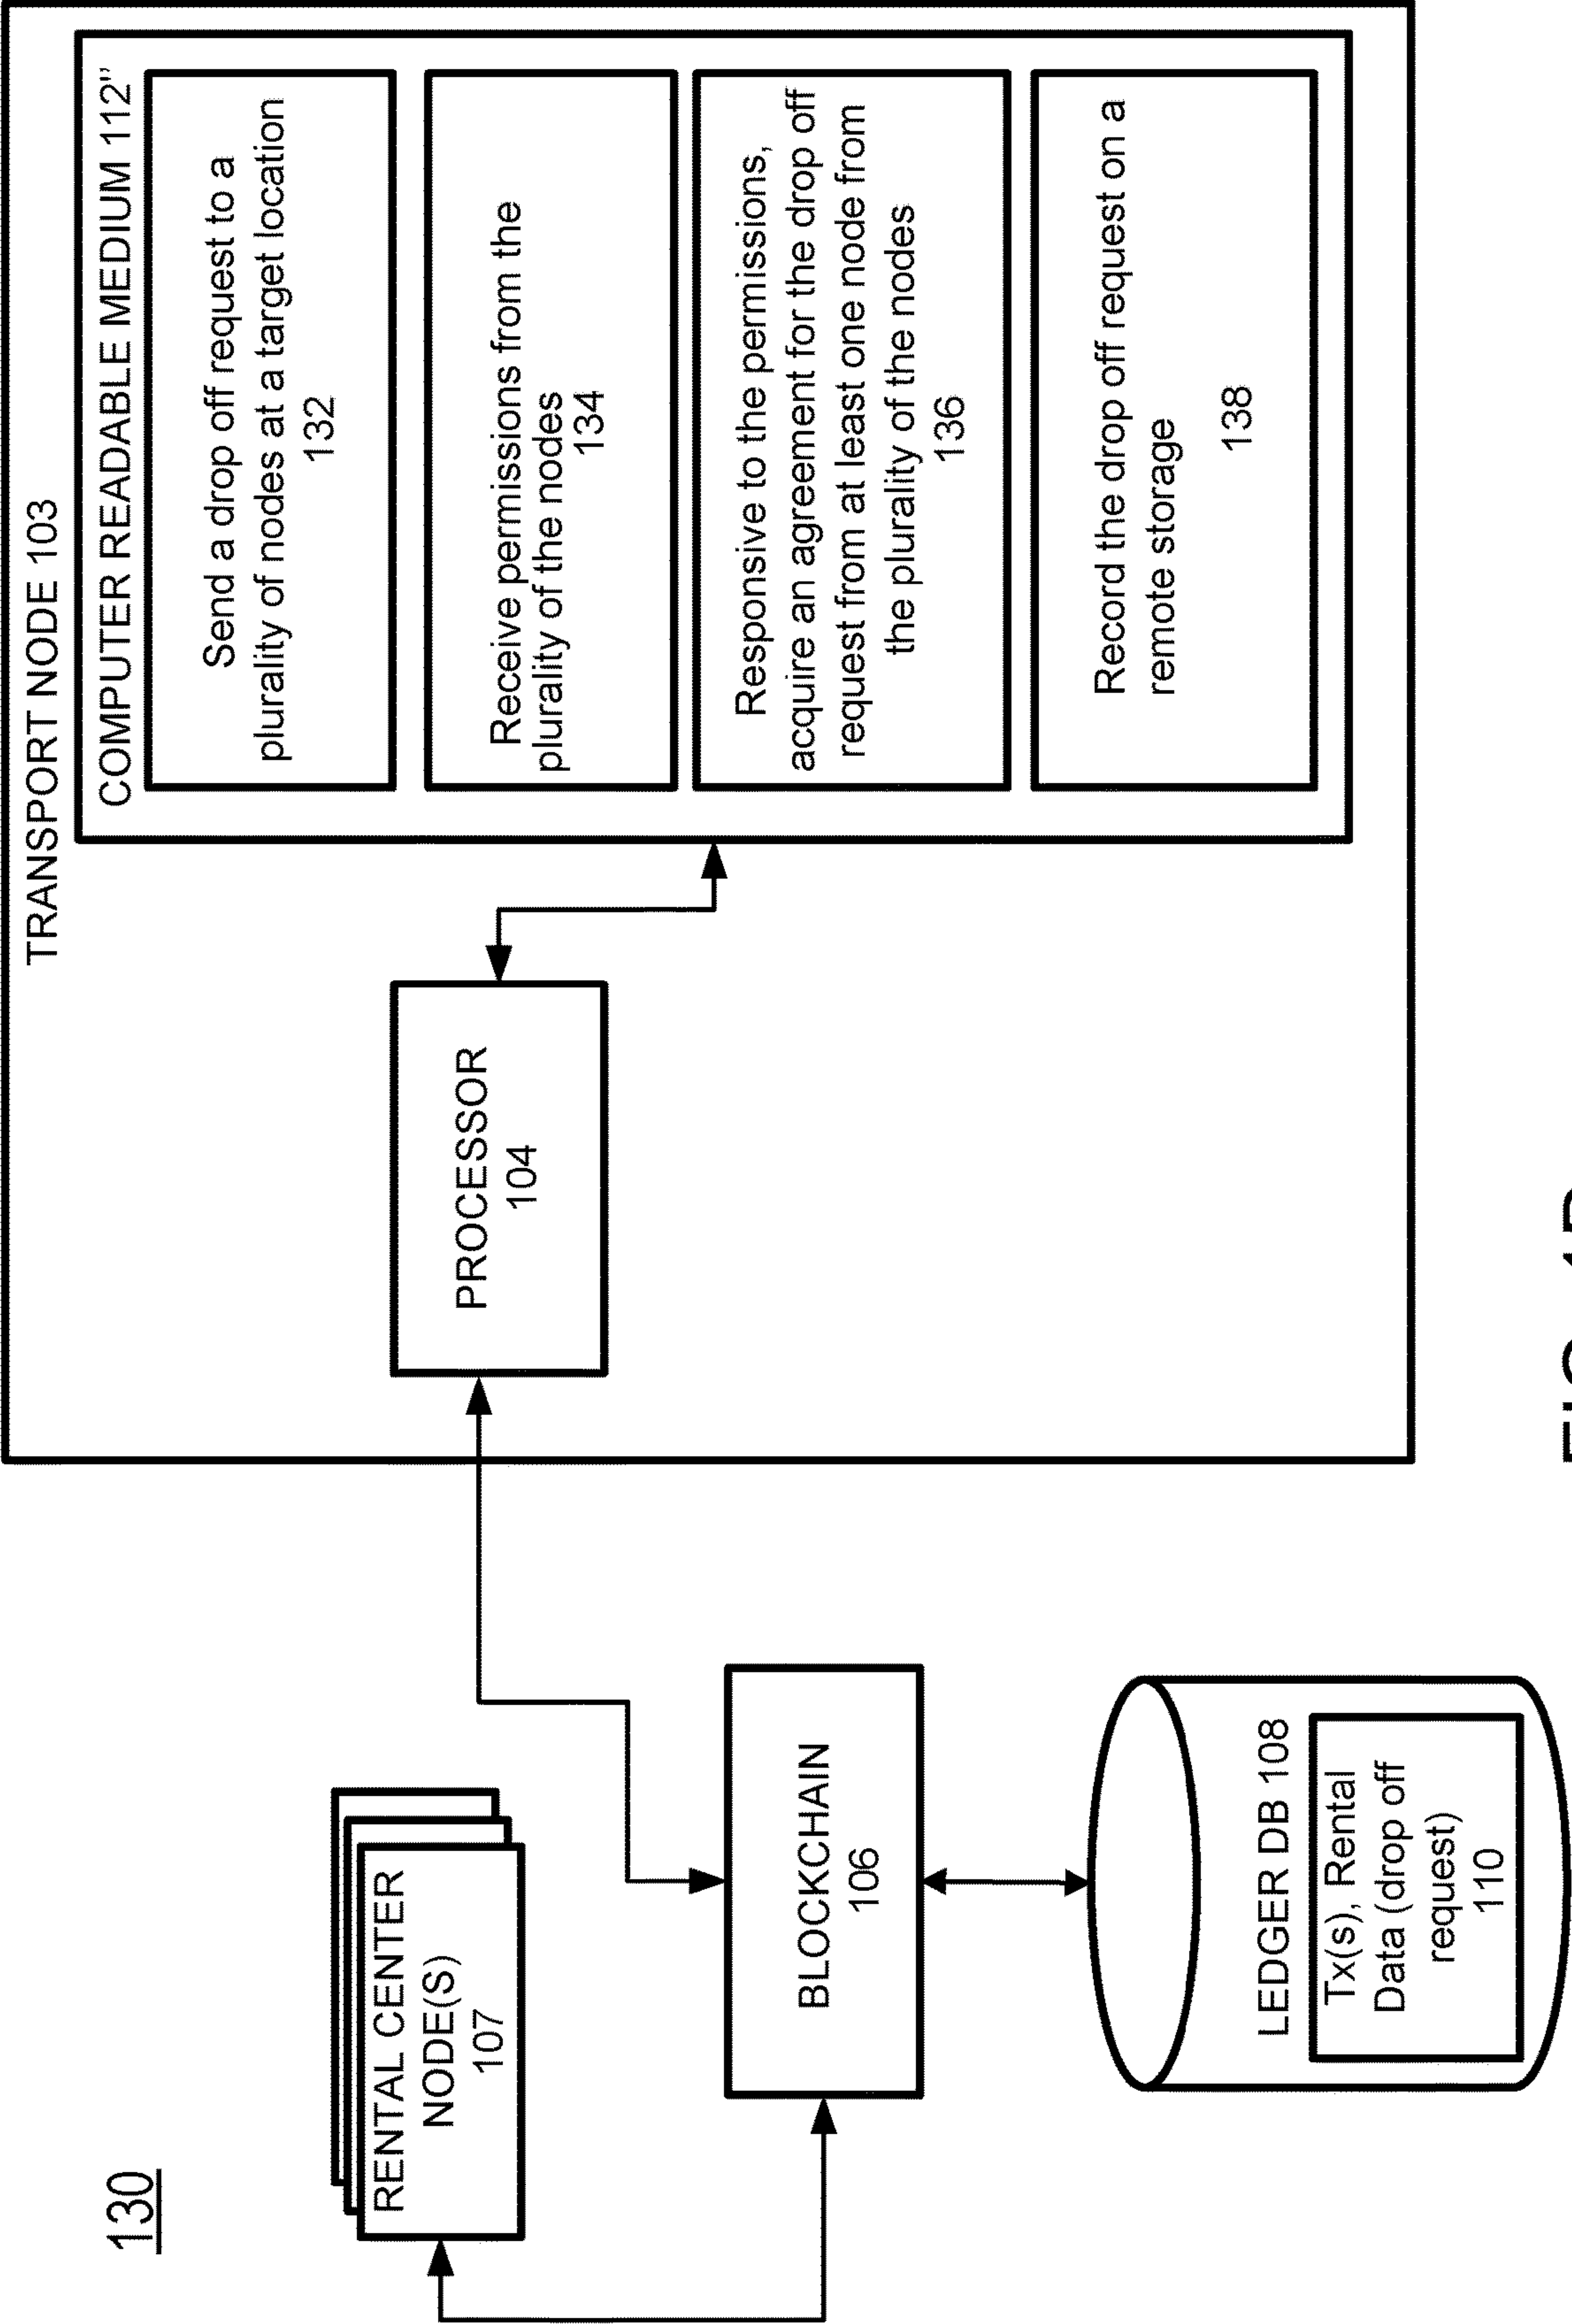 130
TRANSPORT NODE 103
COMPUTER READABLE MEDIUM 112"
Send a drop off request to a
plurality of nodes at a target location
132
Receive permissions from the
plurality of the nodes
134
Responsive to the permissions,
acquire an agreement for the drop off
request from at least one node from
the plurality of the nodes
136
Record the drop off request on a
remote storage
138
PROCESSOR
104
RENTAL CENTER
NODE(S)
107
BLOCKCHAIN
106
LEDGER DB 108
Tx(s), Rental
Data (drop off
request)
110